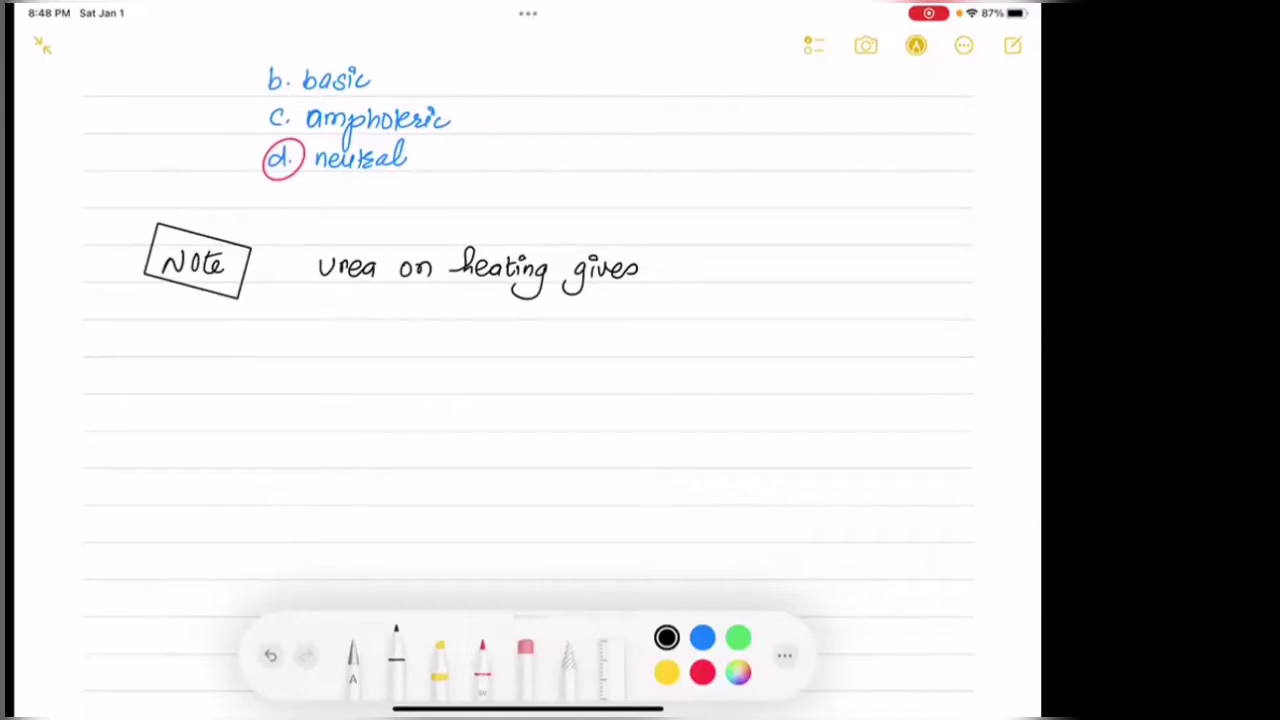 8:48 PM Sat Jan 1
87%
b. basic
c. amphoteric
d. neutral
Note urea on heating gives
A